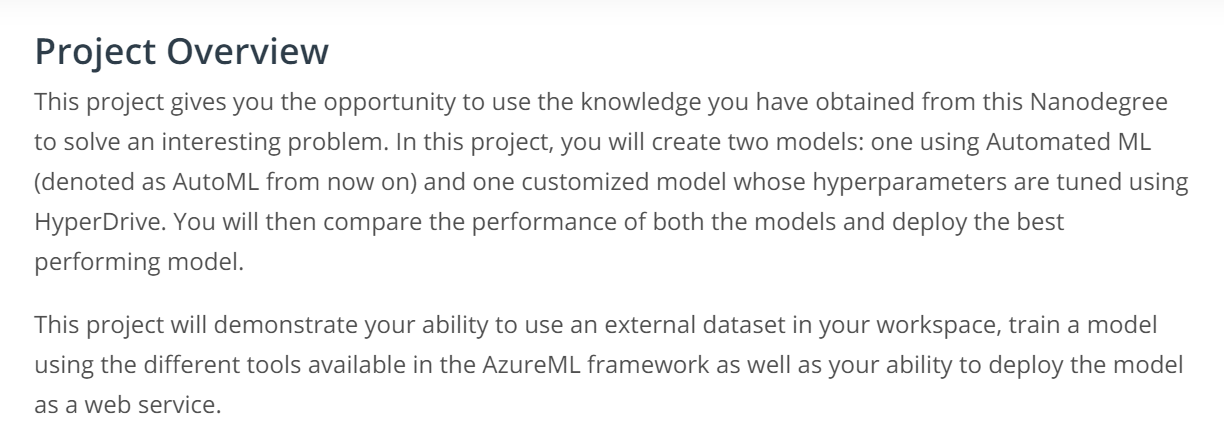 Project Overview
This project gives you the opportunity to use the knowledge you have obtained from this Nanodegree
to solve an interesting problem. In this project, you will create two models: one using Automated ML
(denoted as AutoML from now on) and one customized model whose hyperparameters are tuned using
HyperDrive. You will then compare the performance of both the models and deploy the best
performing model.
This project will demonstrate your ability to use an external dataset in your workspace, train a model
using the different tools available in the AzureML framework as well as your ability to deploy the model
as a web service.